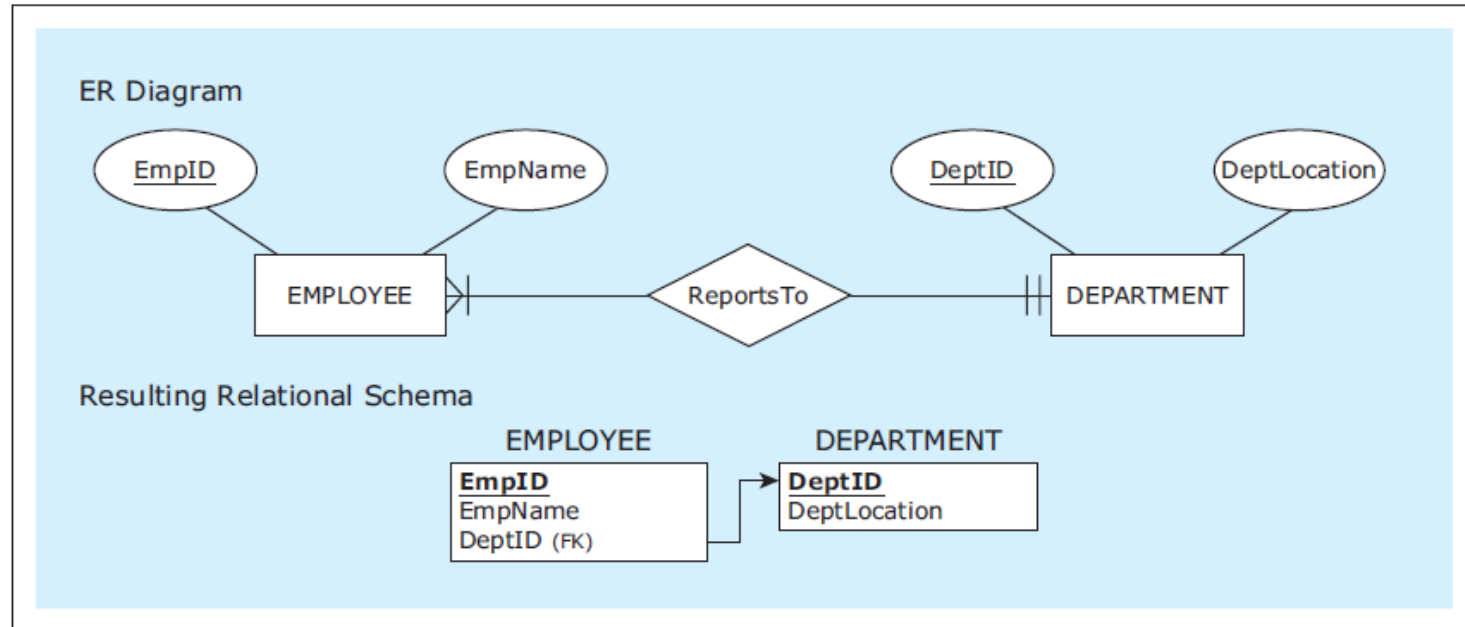 ER Diagram
EmpID
EmpName
DeptID
DeptLocation
EMPLOYEE
ReportsTo
DEPARTMENT
Resulting Relational Schema
EMPLOYEE
EmpID
EmpName
DeptID (FK)
DEPARTMENT
DeptID
DeptLocation